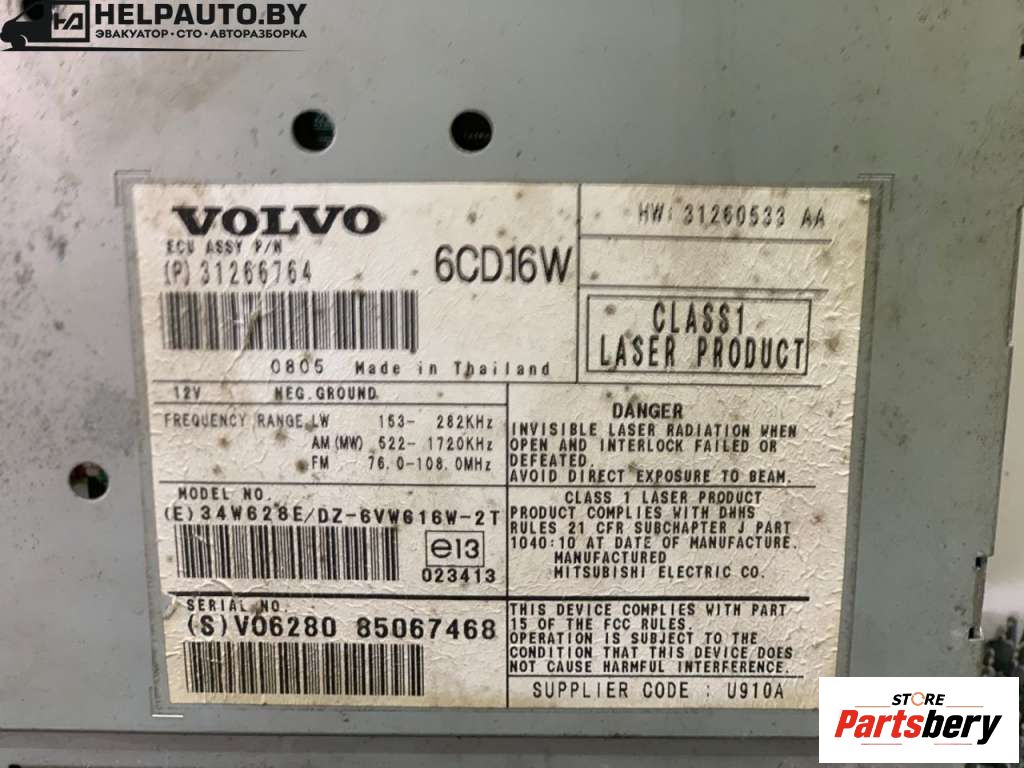 HELPAUTO.BY
ЭВАКУАТОР · СТО · АВТОРАЗБОРКА
VOLVO
ECU ASSY P/N
(P) 31266764
6CD16W
0805 Made in Thailand
HW: 31260533 AA
CLASS1
LASER PRODUCT
12V NEG.GROUND
FREQUENCY RANGE LW 153- 282KHz
AM (MW) 522- 1720KHz
FM 76.0-108.0MHz
DANGER
INVISIBLE LASER RADIATION WHEN
OPEN AND INTERLOCK FAILED OR
DEFEATED.
AVOID DIRECT EXPOSURE TO BEAM.
MODEL NO.
(E) 34W628E/DZ-6VW616W-2T
e13
023413
CLASS 1 LASER PRODUCT
PRODUCT COMPLIES WITH DHHS
RULES 21 CFR SUBCHAPTER J PART
1040:10 AT DATE OF MANUFACTURE.
MANUFACTURED
MITSUBISHI ELECTRIC CO.
SERIAL NO.
(S) VO6280 85067468
THIS DEVICE COMPLIES WITH PART
15 OF THE FCC RULES.
OPERATION IS SUBJECT TO THE
CONDITION THAT THIS DEVICE DOES
NOT CAUSE HARMFUL INTERFERENCE.
SUPPLIER CODE : U910A
STORE
Partsbery